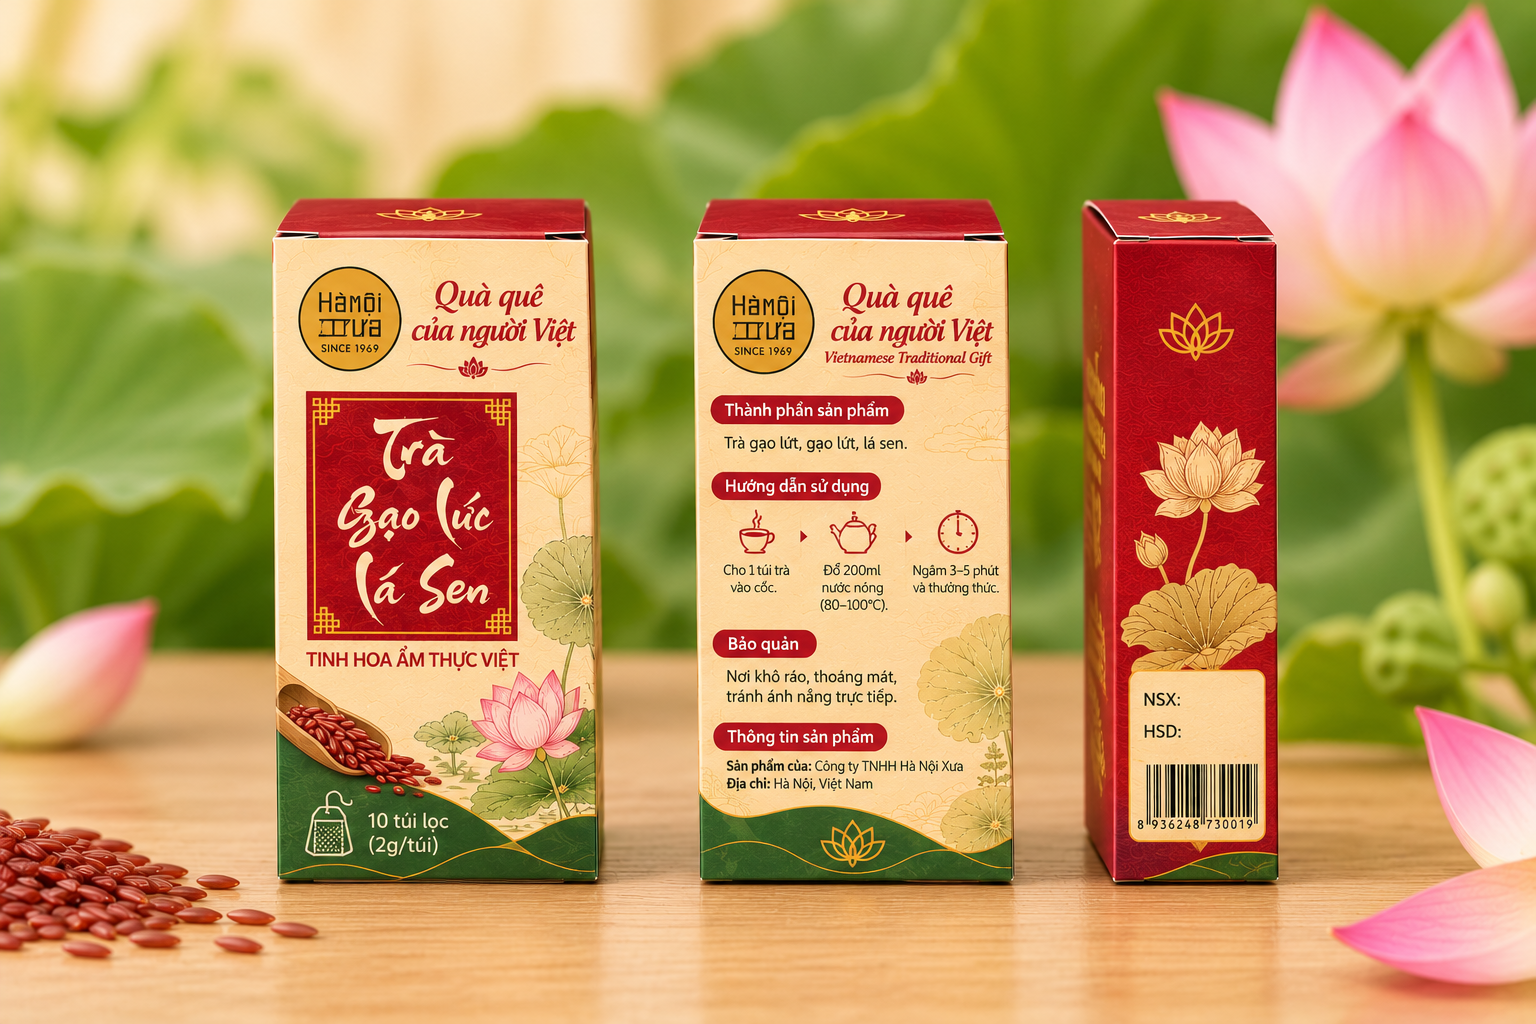 Hà Nội
Xưa
SINCE 1969
Quà quê
của người Việt
Trà
Gạo lức
lá Sen
TINH HOA ẨM THỰC VIỆT
10 túi lọc
(2g/túi)
Hà Nội
Xưa
SINCE 1969
Quà quê
của người Việt
Vietnamese Traditional Gift
Thành phần sản phẩm
Trà gạo lứt, gạo lứt, lá sen.
Hướng dẫn sử dụng
Cho 1 túi trà
vào cốc.
Đổ 200ml
nước nóng
(80–100°C).
Ngâm 3–5 phút
và thưởng thức.
Bảo quản
Nơi khô ráo, thoáng mát,
tránh ánh nắng trực tiếp.
Thông tin sản phẩm
Sản phẩm của: Công ty TNHH Hà Nội Xưa
Địa chỉ: Hà Nội, Việt Nam
NSX:
HSD:
8 936248 730019